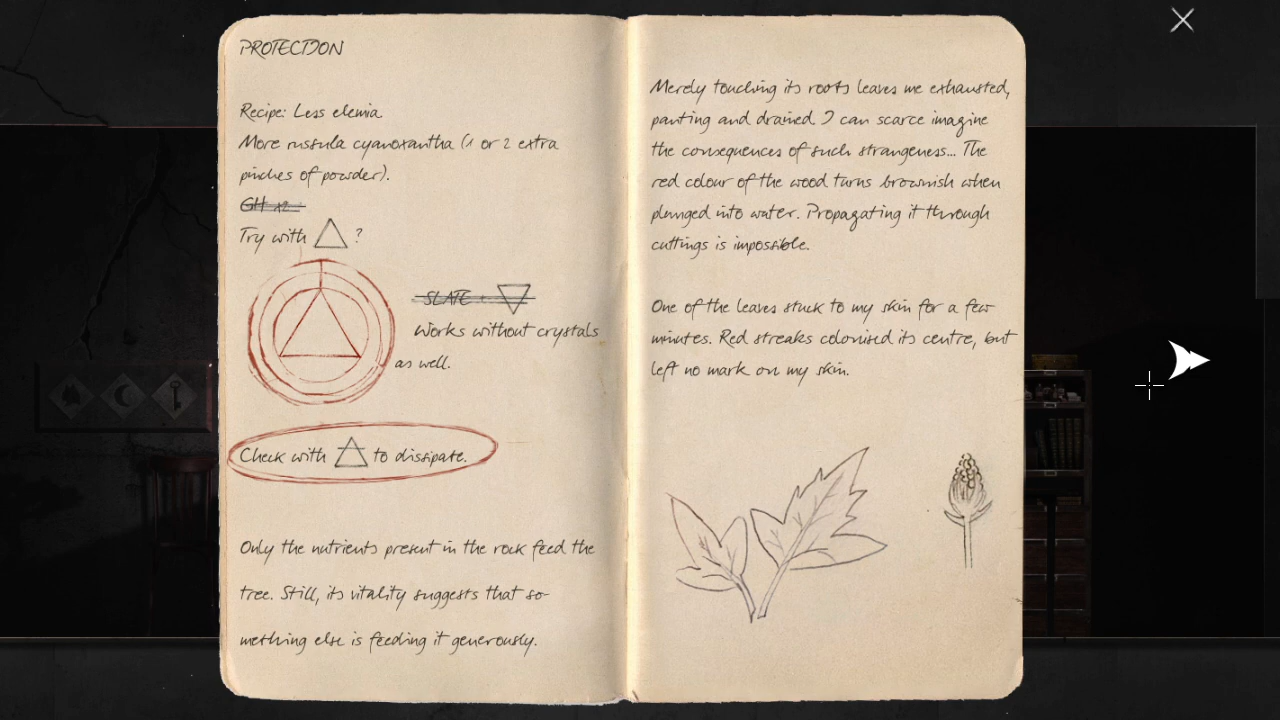 PROTECTION
Recipe: Less elemia
More russula cyanoxantha (1 or 2 extra
pinches of powder).
GH x2
Try with △ ?
SLATE + ▽
Works without crystals
as well.
Check with 🜁 to dissipate.
Only the nutrients present in the rock feed the
tree. Still, its vitality suggests that so-
mething else is feeding it generously.
Merely touching its roots leaves me exhausted,
panting and drained. I can scarce imagine
the consequences of such strangeness... The
red colour of the wood turns brownish when
plunged into water. Propagating it through
cuttings is impossible.
One of the leaves stuck to my skin for a few
minutes. Red streaks colonised its centre, but
left no mark on my skin.